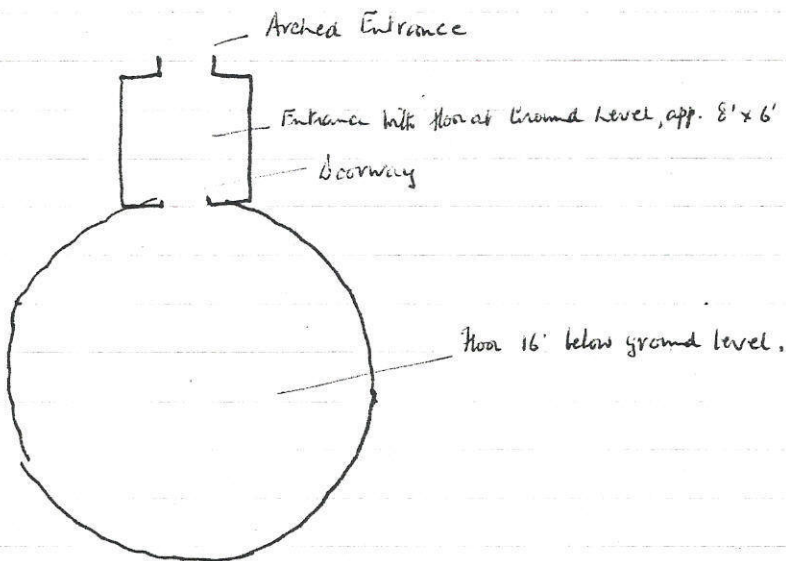 Arched Entrance
Entrance with floor at Ground Level, app. 8' x 6'
Doorway
Floor 16' below ground level.